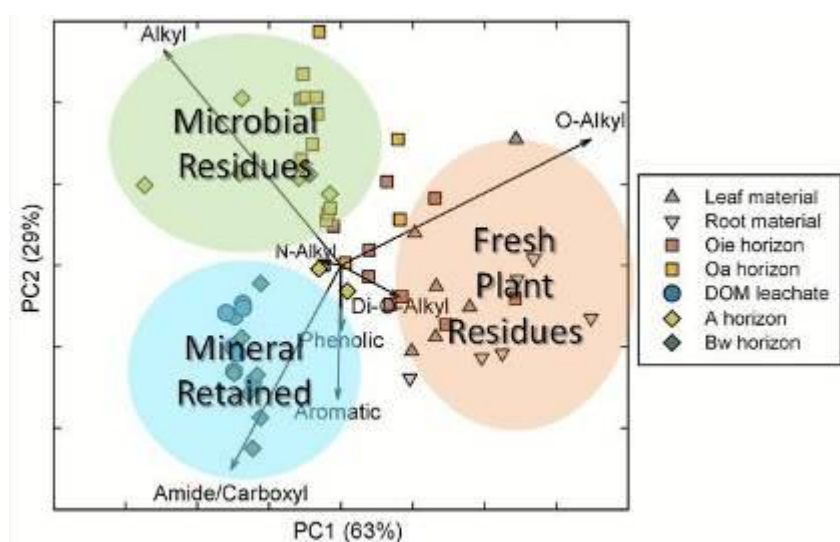 Alkyl
O-Alkyl
Microbial
Residues
N-Alkyl
Fresh
Plant
Residues
Di-O-Alkyl
Phenolic
Mineral
Retained
Aromatic
Amide/Carboxyl
PC2 (29%)
PC1 (63%)
Leaf material
Root material
Oie horizon
Oa horizon
DOM leachate
A horizon
Bw horizon